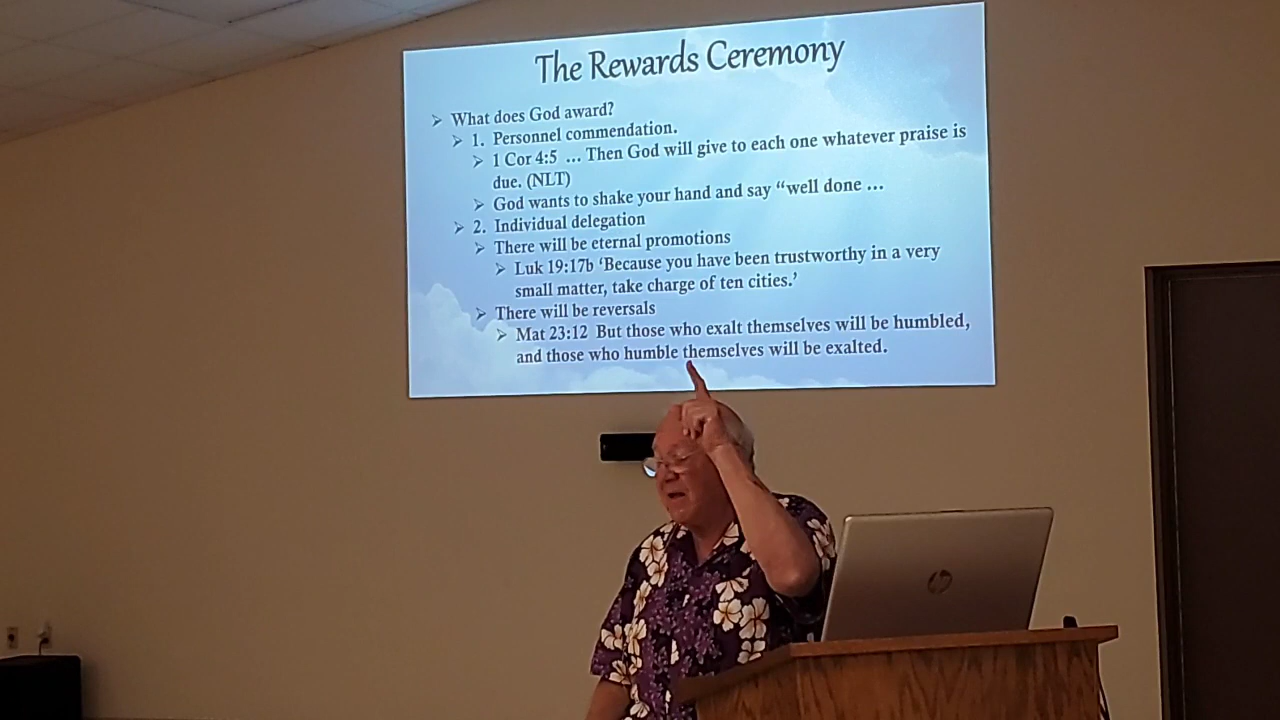 The Rewards Ceremony
➢ What does God award?
➢ 1. Personnel commendation.
➢ 1 Cor 4:5 … Then God will give to each one whatever praise is
due. (NLT)
➢ God wants to shake your hand and say “well done …
➢ 2. Individual delegation
➢ There will be eternal promotions
➢ Luk 19:17b ‘Because you have been trustworthy in a very
small matter, take charge of ten cities.’
➢ There will be reversals
➢ Mat 23:12 But those who exalt themselves will be humbled,
and those who humble themselves will be exalted.
hp